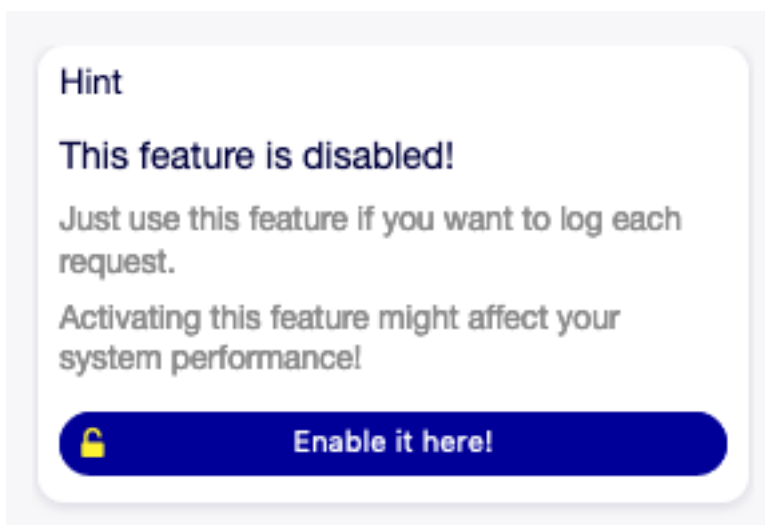 Hint
This feature is disabled!
Just use this feature if you want to log each
request.
Activating this feature might affect your
system performance!
Enable it here!